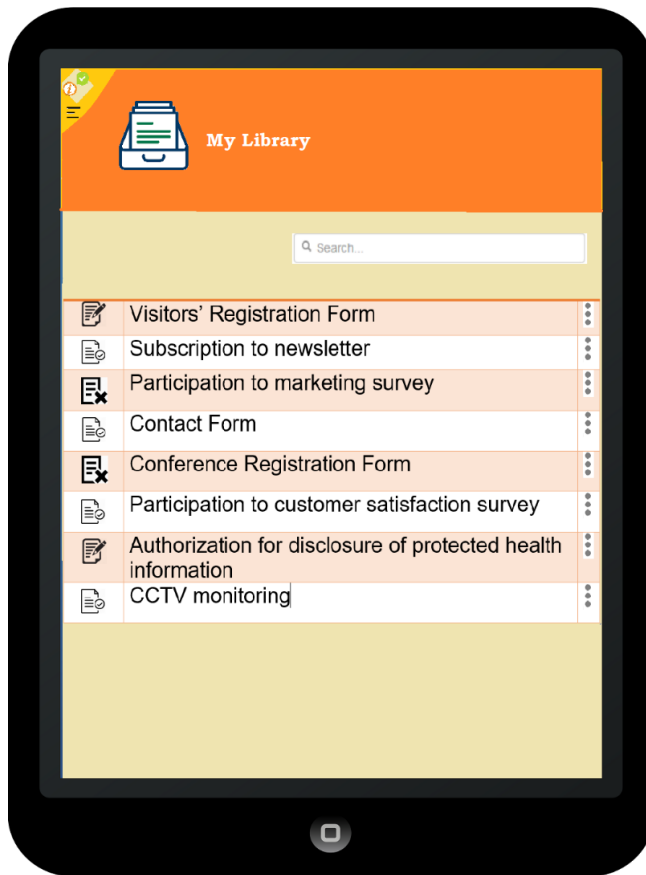 My Library
Search...
Visitors’ Registration Form
Subscription to newsletter
Participation to marketing survey
Contact Form
Conference Registration Form
Participation to customer satisfaction survey
Authorization for disclosure of protected health
information
CCTV monitoring